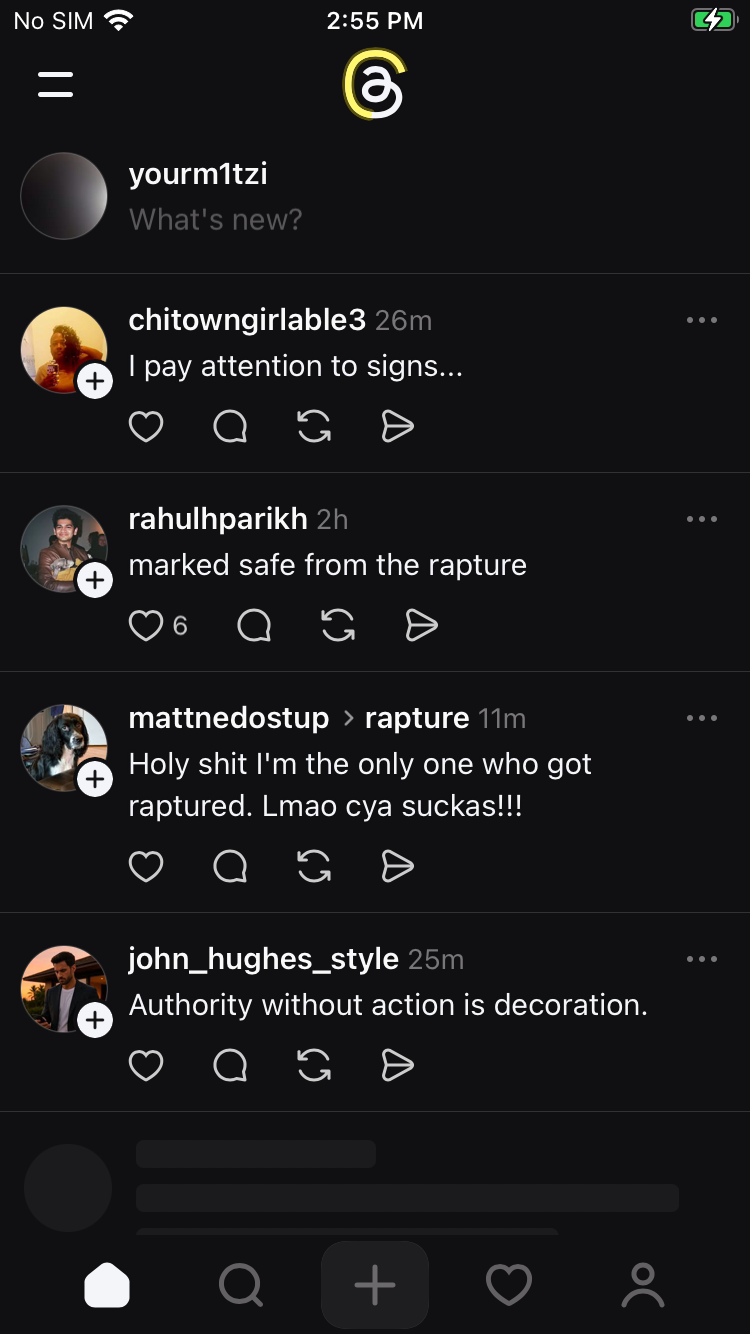 No SIM 2:55 PM
yourm1tzi
What's new?
chitowngirlable3 26m
I pay attention to signs...
rahulhparikh 2h
marked safe from the rapture
6
mattnedostup > rapture 11m
Holy shit I'm the only one who got
raptured. Lmao cya suckas!!!
john_hughes_style 25m
Authority without action is decoration.